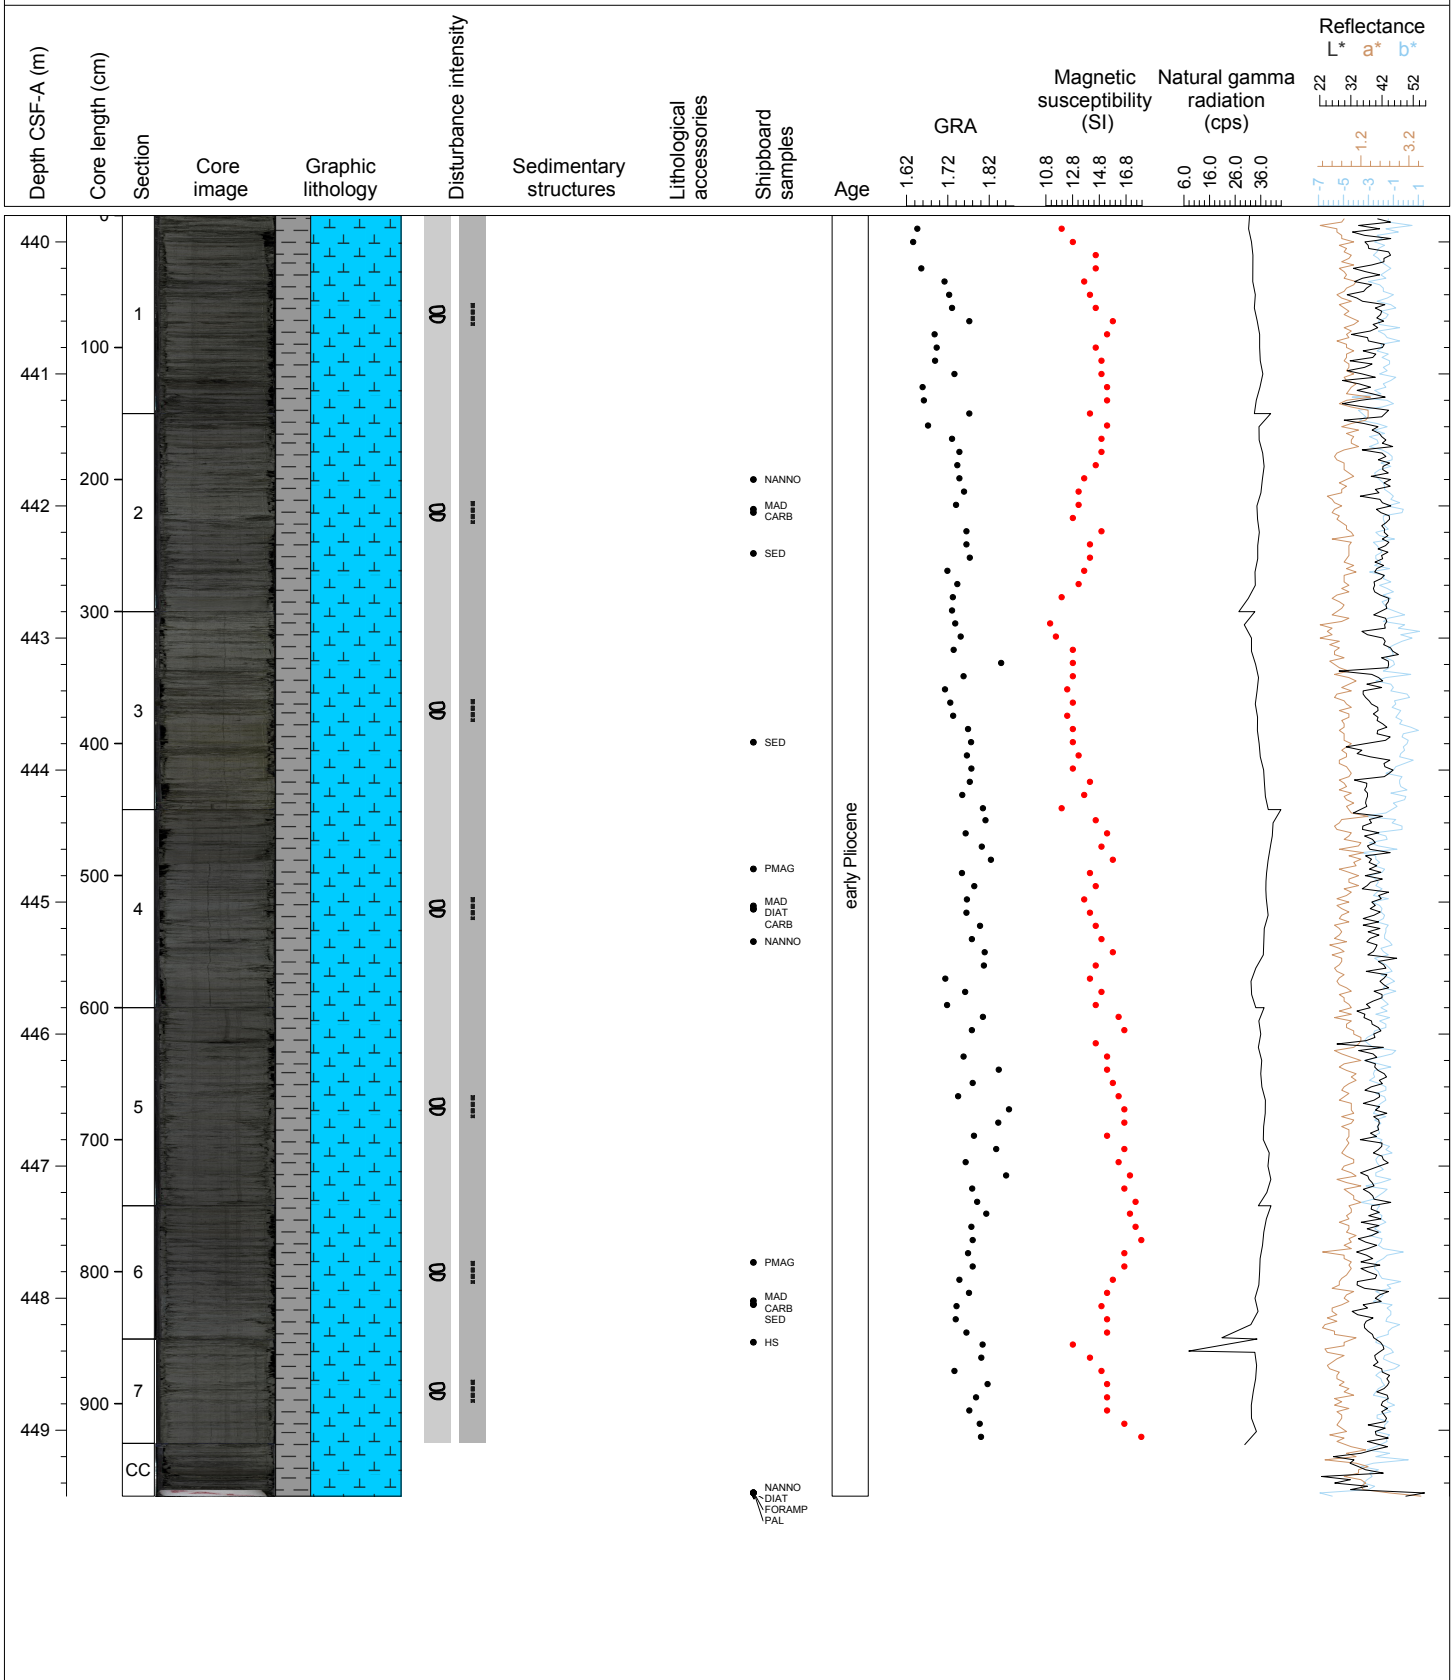 Depth CSF-A (m)
Core length (cm)
Section
Core
image
Graphic
lithology
Disturbance intensity
Sedimentary
structures
Lithological
accessories
Shipboard
samples
Age
GRA
1.62
1.72
1.82
Magnetic
susceptibility
(SI)
10.8
12.8
14.8
16.8
Natural gamma
radiation
(cps)
6.0
16.0
26.0
36.0
Reflectance
L* a* b*
22
32
42
52
1.2
3.2
-7
-5
-3
-1
1
0
440
1
100
441
200
NANNO
442
2
MAD
CARB
SED
300
443
3
400
SED
444
early Pliocene
500
PMAG
445
4
MAD
DIAT
CARB
NANNO
600
446
5
700
447
6
800
PMAG
448
MAD
CARB
SED
HS
7
900
449
CC
NANNO
DIAT
FORAMP
PAL